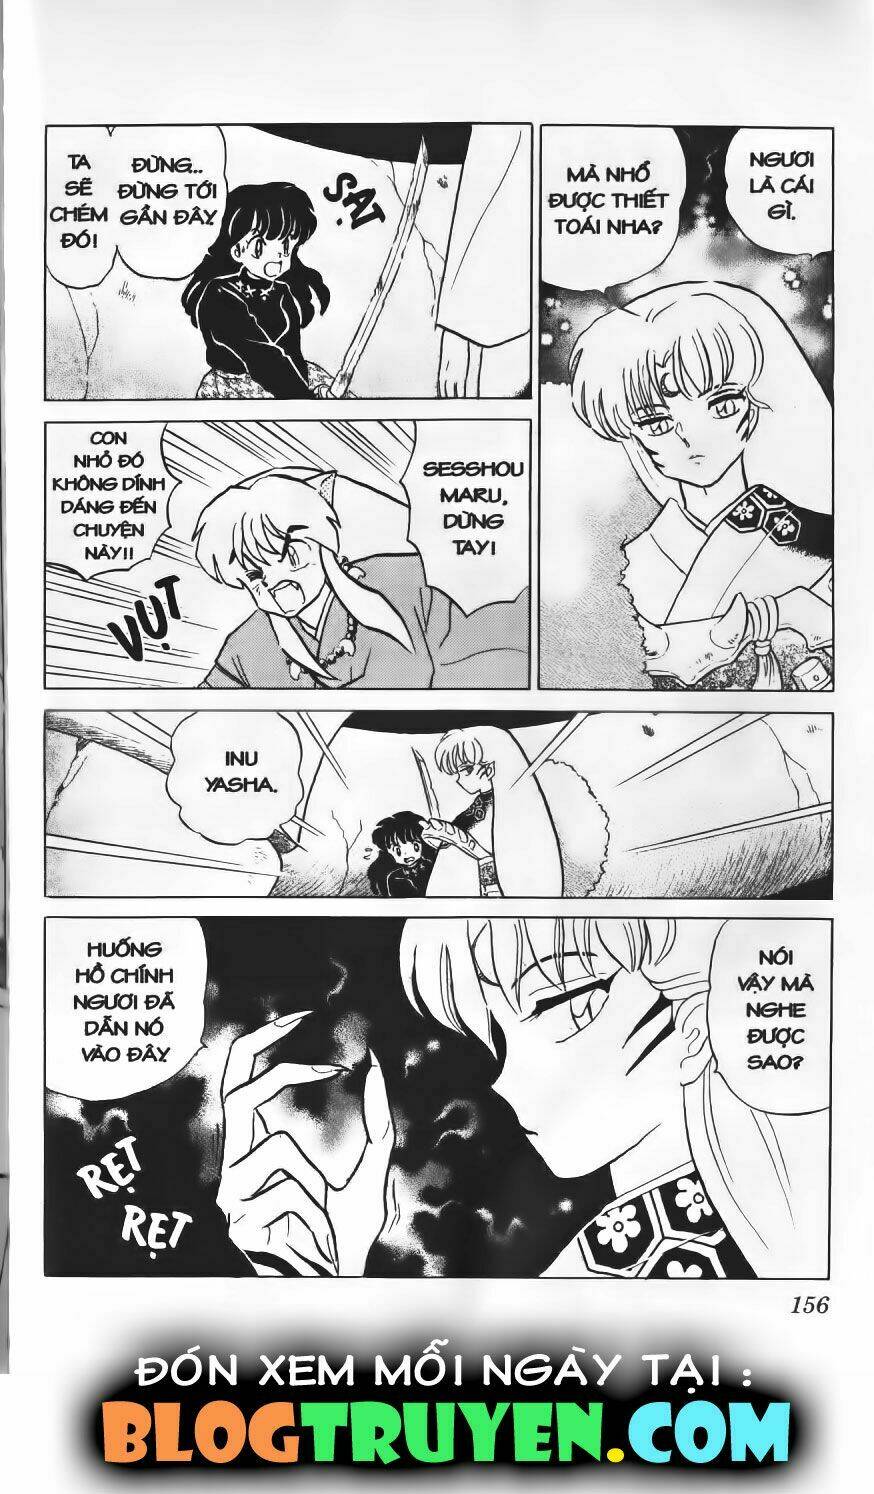 NGƯƠI
LÀ CÁI
GÌ.
MÀ NHỔ
ĐƯỢC THIẾT
TOÁI NHA?
SẠT
ĐỪNG...
ĐỪNG TỚI
GẦN ĐÂY.
TA
SẼ
CHÉM
ĐÓ!
SESSHOU
MARU,
DỪNG
TAY!
CON
NHỎ ĐÓ
KHÔNG DÍNH
DÁNG ĐẾN
CHUYỆN
NÀY!!
VỤT
INU
YASHA.
NÓI
VẬY MÀ
NGHE
ĐƯỢC
SAO?
HUỐNG
HỒ CHÍNH
NGƯƠI ĐÃ
DẪN NÓ
VÀO ĐÂY.
RẸT
RẸT
156
ĐÓN XEM MỖI NGÀY TẠI :
BLOGTRUYEN.COM